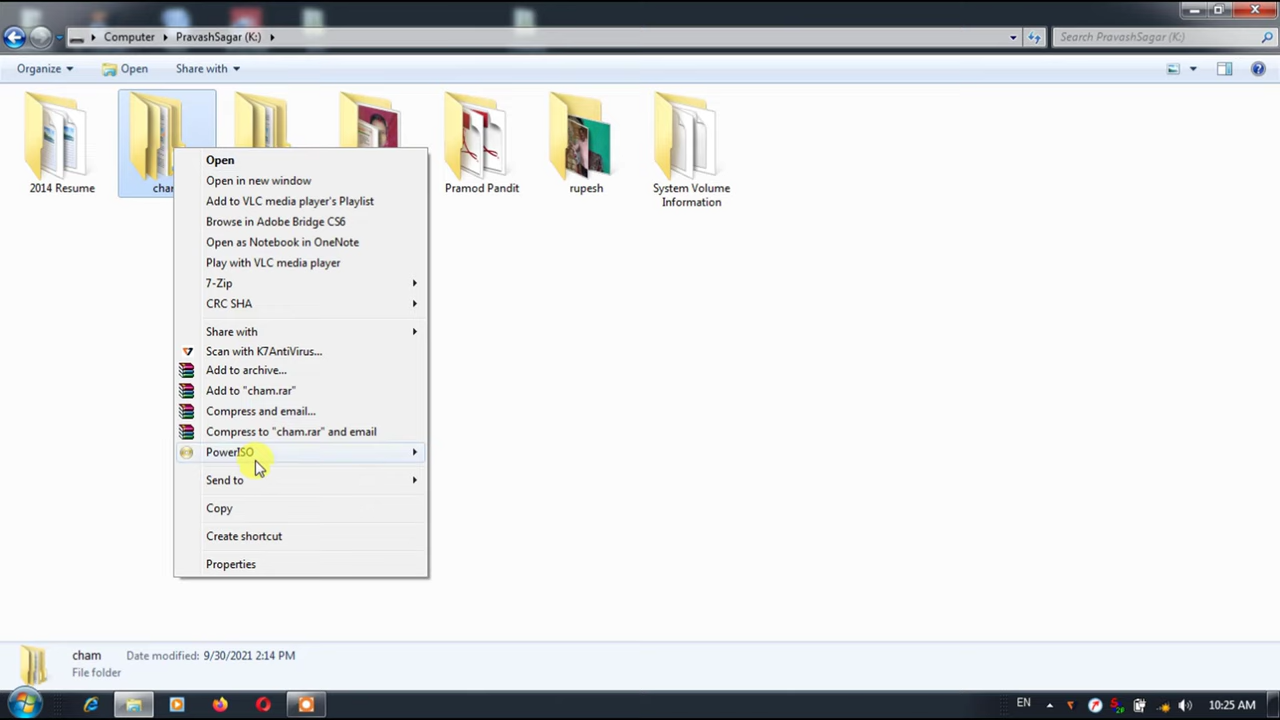 Computer
PravashSagar (K:)
Search PravashSagar (K:)
Organize
Open
Share with
2014 Resume
cham
Pramod Pandit
rupesh
System Volume
Information
Open
Open in new window
Add to VLC media player's Playlist
Browse in Adobe Bridge CS6
Open as Notebook in OneNote
Play with VLC media player
7-Zip
CRC SHA
Share with
Scan with K7AntiVirus...
Add to archive...
Add to "cham.rar"
Compress and email...
Compress to "cham.rar" and email
PowerISO
Send to
Copy
Create shortcut
Properties
cham Date modified: 9/30/2021 2:14 PM
File folder
EN
10:25 AM